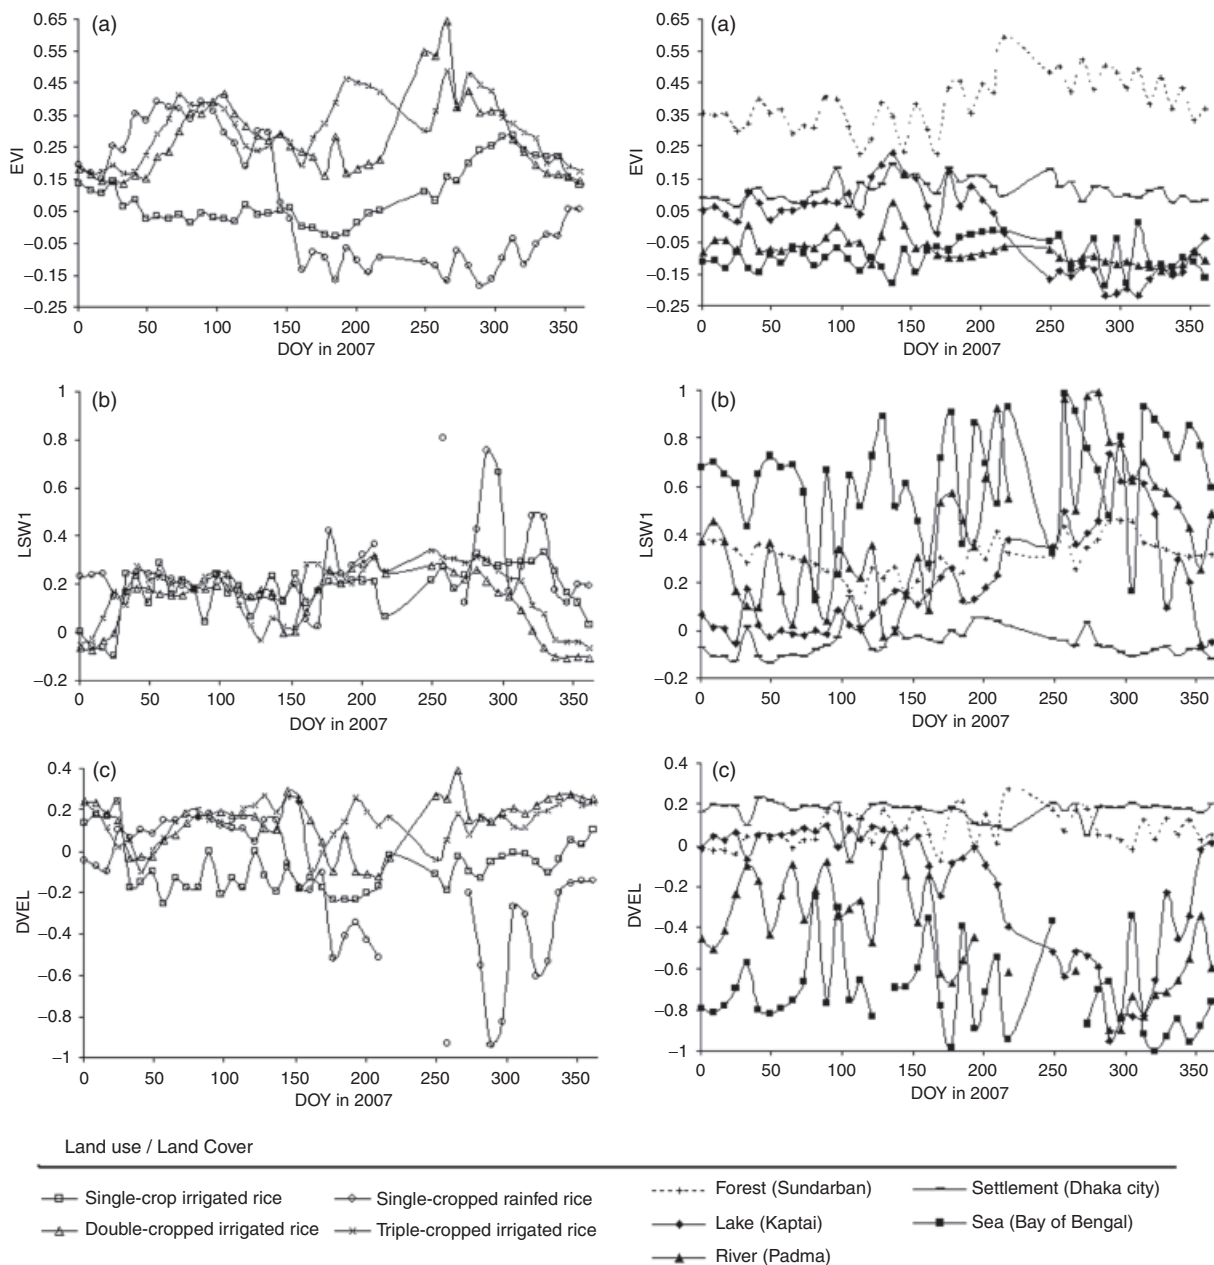 (a)
0.65
0.55
0.45
0.35
0.25
0.15
0.05
−0.05
−0.15
−0.25
EVI
0 50 100 150 200 250 300 350
DOY in 2007
(a)
0.65
0.55
0.45
0.35
0.25
0.15
0.05
−0.05
−0.15
−0.25
EVI
0 50 100 150 200 250 300 350
DOY in 2007
(b)
1
0.8
0.6
0.4
0.2
0
−0.2
LSW1
0 50 100 150 200 250 300 350
DOY in 2007
(b)
1
0.8
0.6
0.4
0.2
0
−0.2
LSW1
0 50 100 150 200 250 300 350
DOY in 2007
(c)
0.4
0.2
0
−0.2
−0.4
−0.6
−0.8
−1
DVEL
0 50 100 150 200 250 300 350
DOY in 2007
(c)
0.4
0.2
0
−0.2
−0.4
−0.6
−0.8
−1
DVEL
0 50 100 150 200 250 300 350
DOY in 2007
Land use / Land Cover
Single-crop irrigated rice
Single-cropped rainfed rice
Double-cropped irrigated rice
Triple-cropped irrigated rice
Forest (Sundarban)
Settlement (Dhaka city)
Lake (Kaptai)
Sea (Bay of Bengal)
River (Padma)